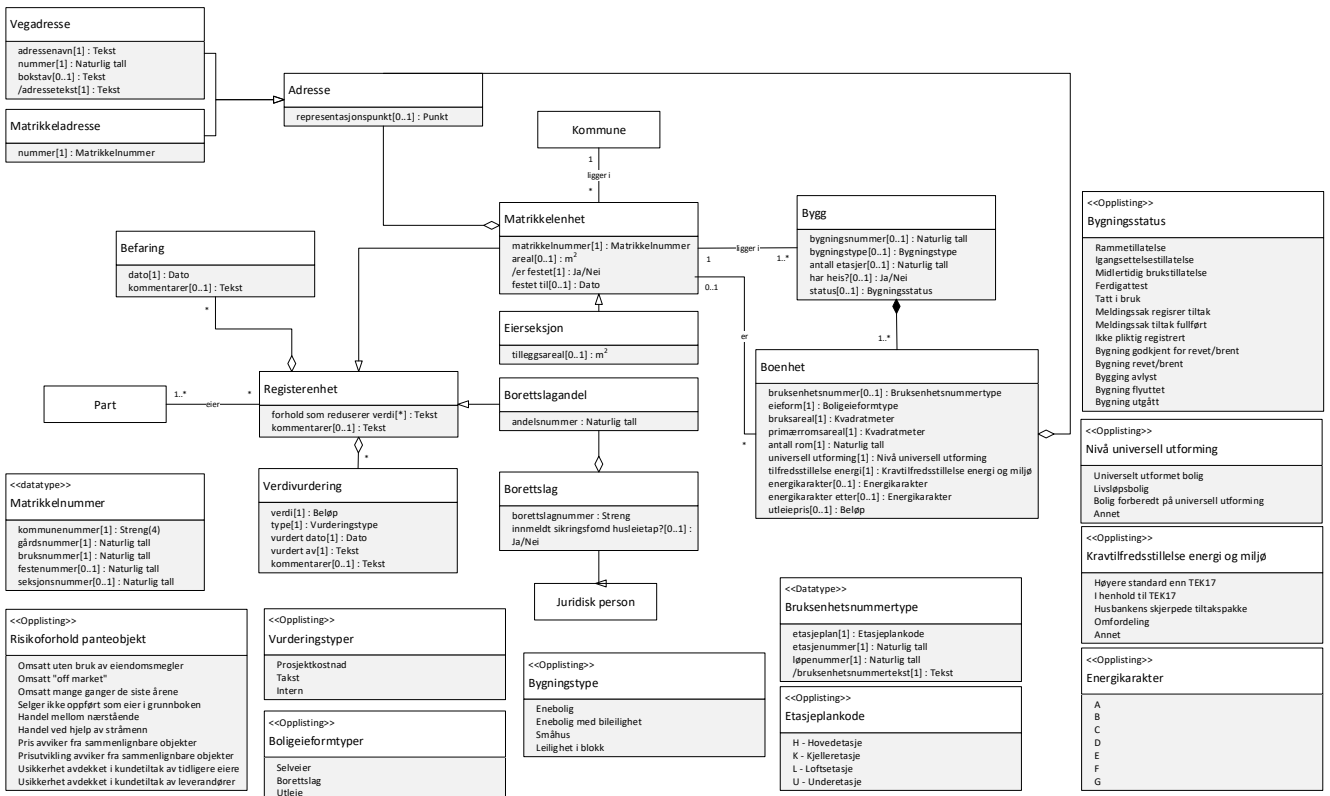 Vegadresse
adressenavn[1] : Tekst
nummer[1] : Naturlig tall
bokstav[0..1] : Tekst
/adressetekst[1] : Tekst
Matrikkeladresse
nummer[1] : Matrikkelnummer
Adresse
representasjonspunkt[0..1] : Punkt
Kommune
1
ligger i
*
Matrikkelenhet
matrikkelnummer[1] : Matrikkelnummer
areal[0..1] : m²
/er festet[1] : Ja/Nei
festet til[0..1] : Dato
ligger i
1
1..*
0..1
er
*
Bygg
bygningsnummer[0..1] : Naturlig tall
bygningstype[0..1] : Bygningstype
antall etasjer[0..1] : Naturlig tall
har heis?[0..1] : Ja/Nei
status[0..1] : Bygningsstatus
1..*
Befaring
dato[1] : Dato
kommentarer[0..1] : Tekst
*
Eierseksjon
tilleggsareal[0..1] : m²
Part
1..*
eier
*
Registerenhet
forhold som reduserer verdi[*] : Tekst
kommentarer[0..1] : Tekst
*
Borettslagandel
andelsnummer : Naturlig tall
Boenhet
bruksenhetsnummer[0..1] : Bruksenhetsnummertype
eieform[1] : Boligeieformtype
bruksareal[1] : Kvadratmeter
primærromsareal[1] : Kvadratmeter
antall rom[1] : Naturlig tall
universell utforming[1] : Nivå universell utforming
tilfredsstillelse energi[1] : Kravtilfredsstillelse energi og miljø
energikarakter[0..1] : Energikarakter
energikarakter etter[0..1] : Energikarakter
utleiepris[0..1] : Beløp
Verdivurdering
verdi[1] : Beløp
type[1] : Vurderingstype
vurdert dato[1] : Dato
vurdert av[1] : Tekst
kommentarer[0..1] : Tekst
Borettslag
borettslagnummer : Streng
innmeldt sikringsfomd husleietap?[0..1] :
Ja/Nei
Juridisk person
<<datatype>>
Matrikkelnummer
kommunenummer[1] : Streng(4)
gårdsnummer[1] : Naturlig tall
bruksnummer[1] : Naturlig tall
festenummer[0..1] : Naturlig tall
seksjonsnummer[0..1] : Naturlig tall
<<Opplisting>>
Risikoforhold panteobjekt
Omsatt uten bruk av eiendomsmegler
Omsatt "off market"
Omsatt mange ganger de siste årene
Selger ikke oppført som eier i grunnboken
Handel mellom nærstående
Handel ved hjelp av stråmenn
Pris avviker fra sammenlignbare objekter
Prisutvikling avviker fra sammenlignbare objekter
Usikkerhet avdekket i kundetiltak av tidligere eiere
Usikkerhet avdekket i kundetiltak av leverandører
<<Opplisting>>
Vurderingstyper
Prosjektkostnad
Takst
Intern
<<Opplisting>>
Boligeieformtyper
Selveier
Borettslag
Utleie
<<Opplisting>>
Bygningstype
Enebolig
Enebolig med bileilighet
Småhus
Leilighet i blokk
<<Datatype>>
Bruksenhetsnummertype
etasjeplan[1] : Etasjeplankode
etasjenummer[1] : Naturlig tall
løpenummer[1] : Naturlig tall
/bruksenhetsnummertekst[1] : Tekst
<<Opplisting>>
Etasjeplankode
H - Hovedetasje
K - Kjelleretasje
L - Loftsetasje
U - Underetasje
<<Opplisting>>
Bygningsstatus
Rammetillatelse
Igangsettelsestillatelse
Midlertidig brukstillatelse
Ferdigattest
Tatt i bruk
Meldingssak regisrer tiltak
Meldingssak tiltak fullført
Ikke pliktig registrert
Bygning godkjent for revet/brent
Bygning revet/brent
Bygging avlyst
Bygning flyuttet
Bygning utgått
<<Opplisting>>
Nivå universell utforming
Universelt utformet bolig
Livsløpsbolig
Bolig forberedt på universell utforming
Annet
<<Opplisting>>
Kravtilfredsstillelse energi og miljø
Høyere standard enn TEK17
I henhold til TEK17
Husbankens skjerpede tiltakspakke
Omfordeling
Annet
<<Opplisting>>
Energikarakter
A
B
C
D
E
F
G